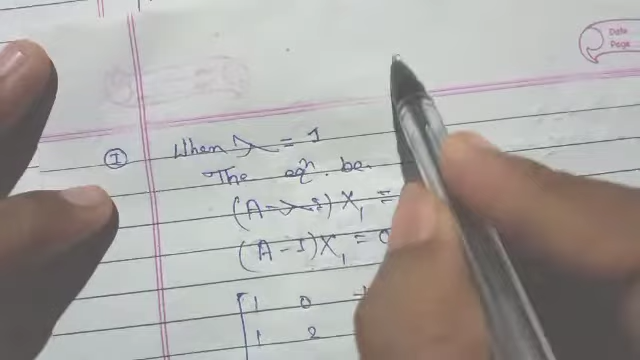 Date
Page
I When λ = 1
The eqn. be.
(A - λI) X₁ =
(A - I) X₁ = 0
1 0 -1
1 2